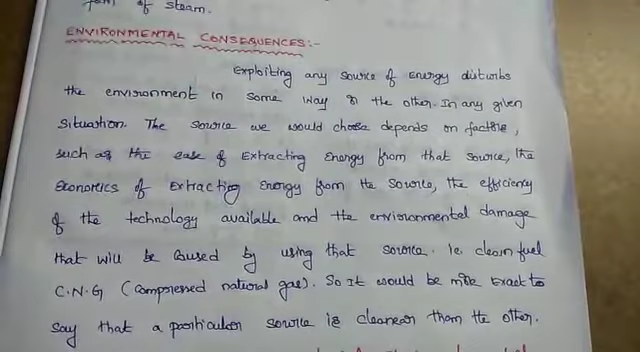 form of steam.
ENVIRONMENTAL CONSEQUENCES:-
Exploiting any source of Energy disturbs
the environment in some way or the other. In any given
situation. The source we would choose depends on factors,
such as the ease of Extracting Energy from that source, the
Economics of Extracting Energy from the source, the efficiency
of the technology available and the environmental damage
that will be caused by using that source. i.e. clean fuel
C.N.G (compressed natural gas). So it would be more Exact to
say that a particular source is cleaner than the other.